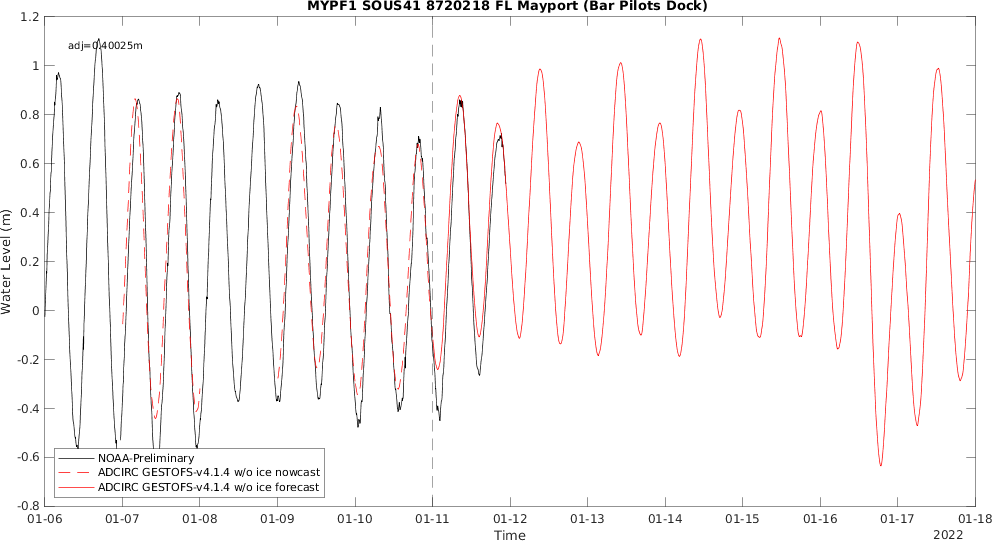 MYPF1 SOUS41 8720218 FL Mayport (Bar Pilots Dock)
1.2
adj=0.40025m
1
0.8
0.6
0.4
0.2
0
-0.2
-0.4
-0.6
-0.8
Water Level (m)
NOAA-Preliminary
ADCIRC GESTOFS-v4.1.4 w/o ice nowcast
ADCIRC GESTOFS-v4.1.4 w/o ice forecast
01-06 01-07 01-08 01-09 01-10 01-11 01-12 01-13 01-14 01-15 01-16 01-17 01-18
Time
2022